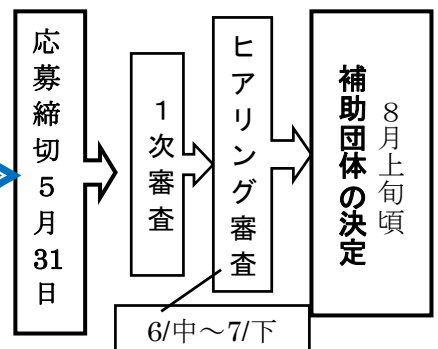 応募締切5月31日
1次審査
ヒアリング審査
6/中～7/下
８月上旬頃
補助団体の決定